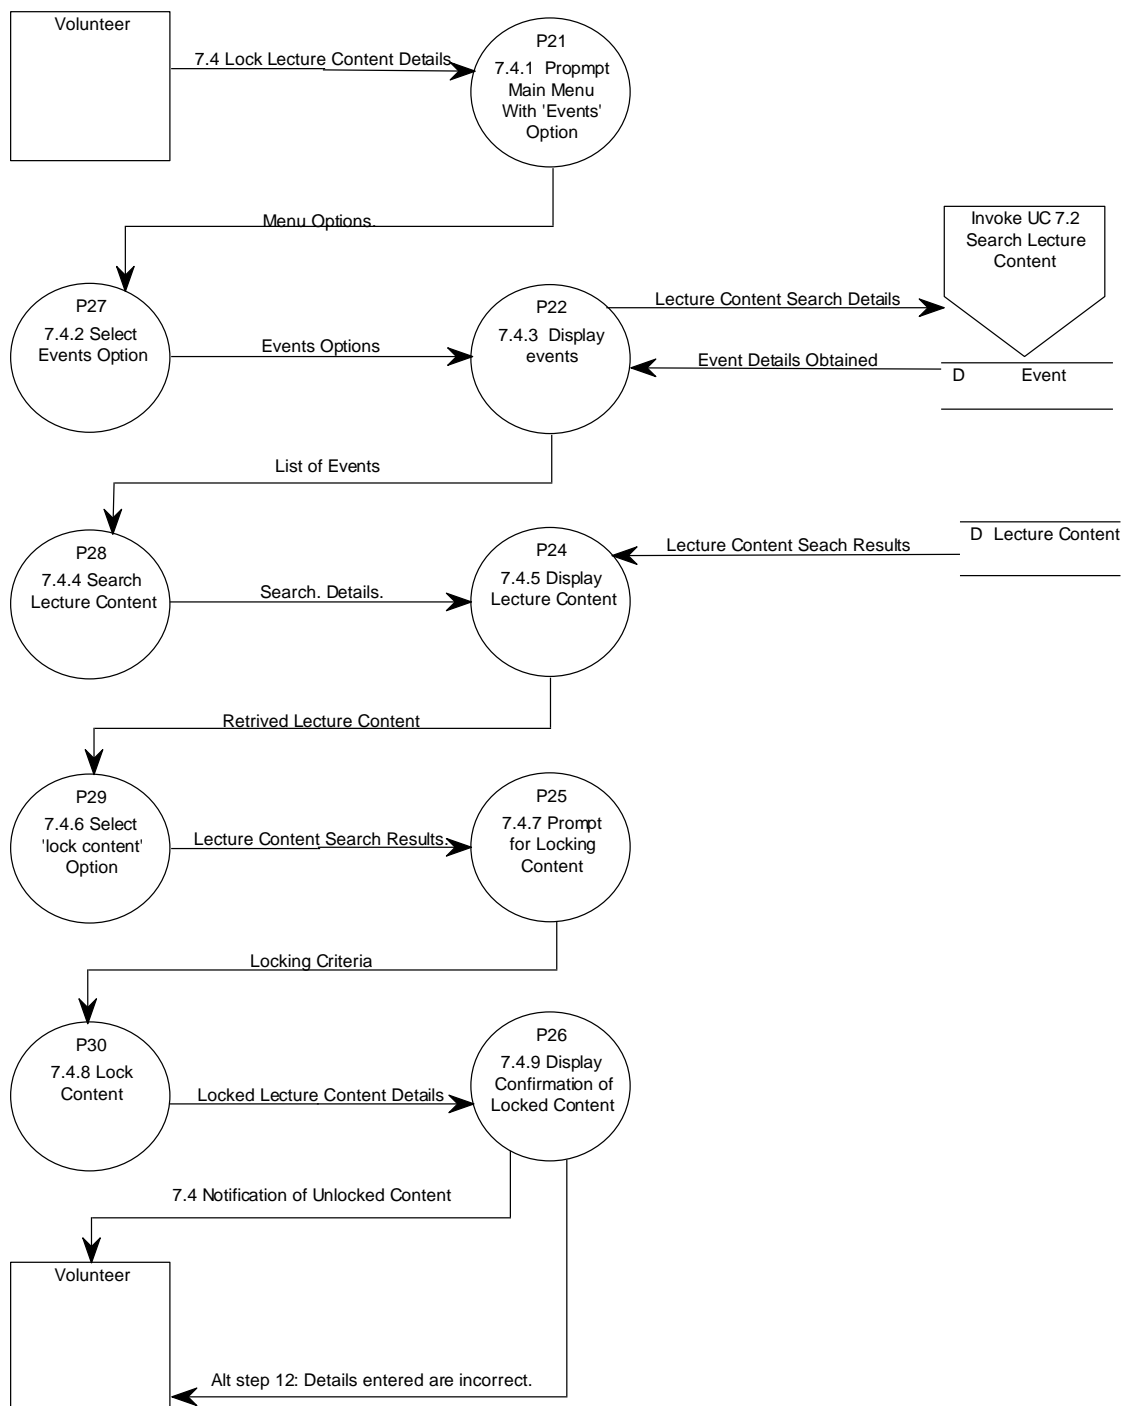 Volunteer
7.4 Lock Lecture Content Details
P21
7.4.1 Propmpt
Main Menu
With 'Events'
Option
Menu Options.
Invoke UC 7.2
Search Lecture
Content
P27
7.4.2 Select
Events Option
Events Options
P22
7.4.3 Display
events
Lecture Content Search Details
Event Details Obtained
D Event
List of Events
P28
7.4.4 Search
Lecture Content
Search. Details.
P24
7.4.5 Display
Lecture Content
Lecture Content Seach Results
D Lecture Content
Retrived Lecture Content
P29
7.4.6 Select
'lock content'
Option
Lecture Content Search Results.
P25
7.4.7 Prompt
for Locking
Content
Locking Criteria
P30
7.4.8 Lock
Content
Locked Lecture Content Details
P26
7.4.9 Display
Confirmation of
Locked Content
7.4 Notification of Unlocked Content
Volunteer
Alt step 12: Details entered are incorrect.